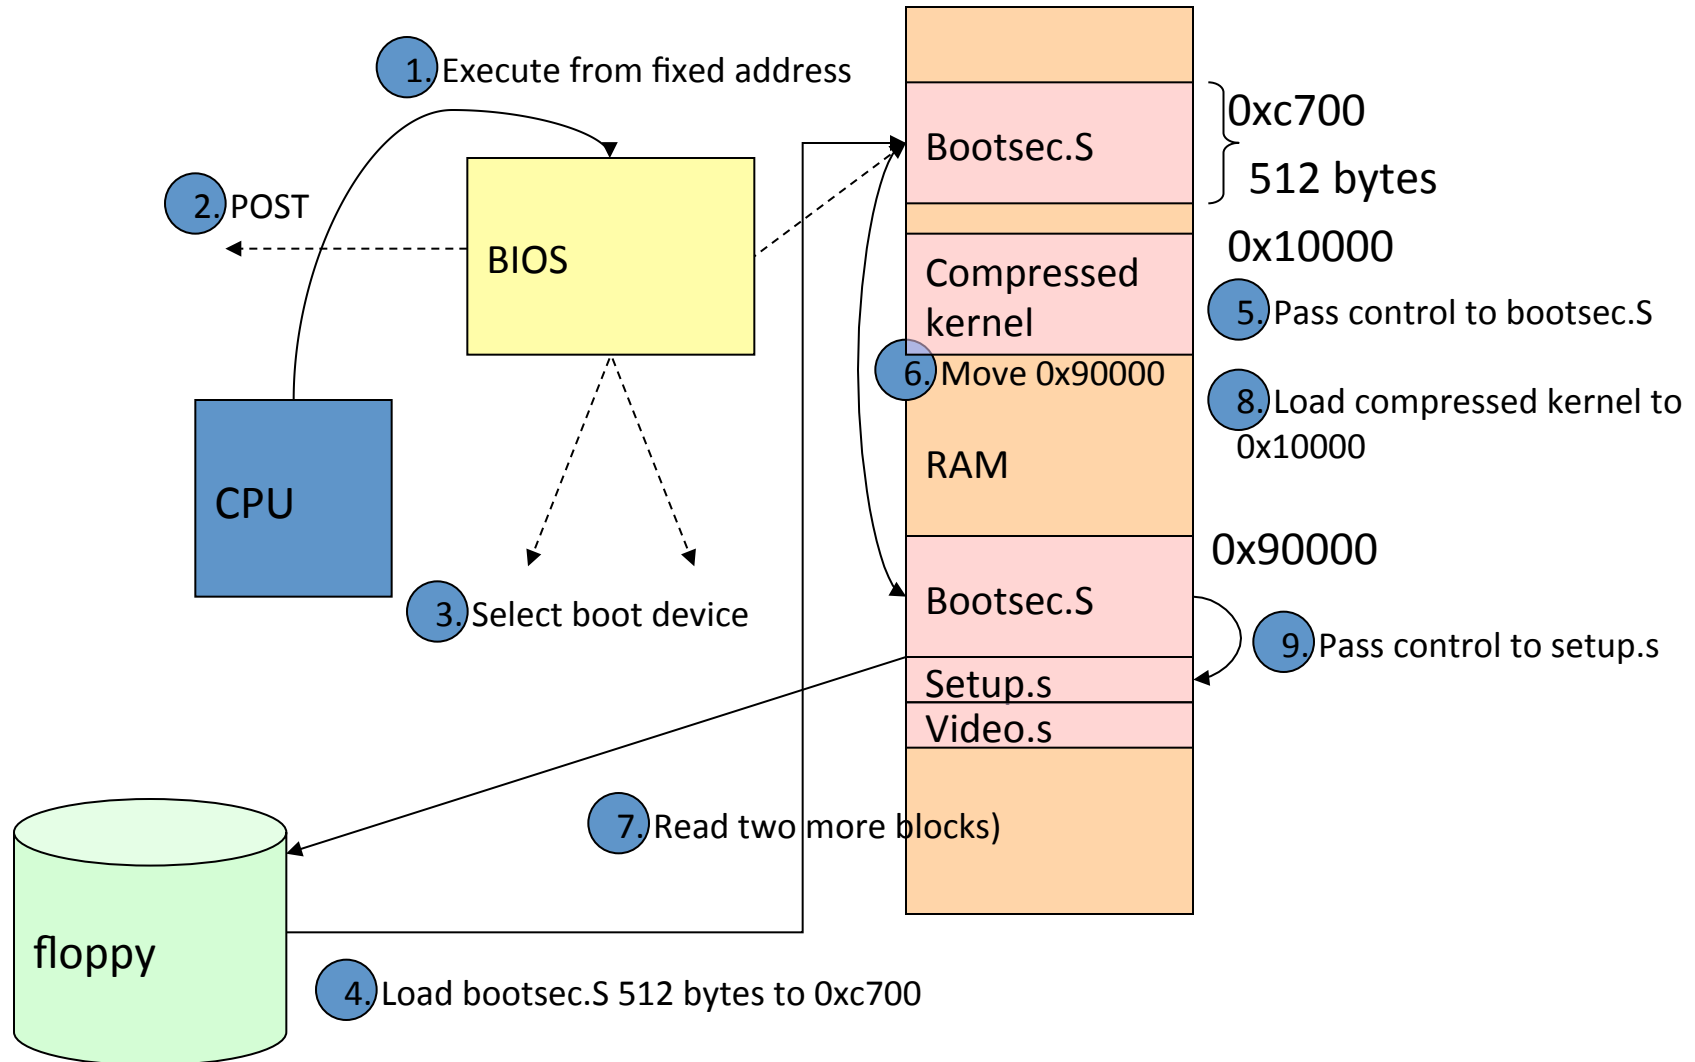 1. Execute from fixed address
0xc700
Bootsec.S
512 bytes
2. POST
0x10000
BIOS
Compressed
kernel
5. Pass control to bootsec.S
6. Move 0x90000
8. Load compressed kernel to
0x10000
RAM
CPU
0x90000
Bootsec.S
3. Select boot device
9. Pass control to setup.s
Setup.s
Video.s
7. Read two more blocks)
floppy
4. Load bootsec.S 512 bytes to 0xc700